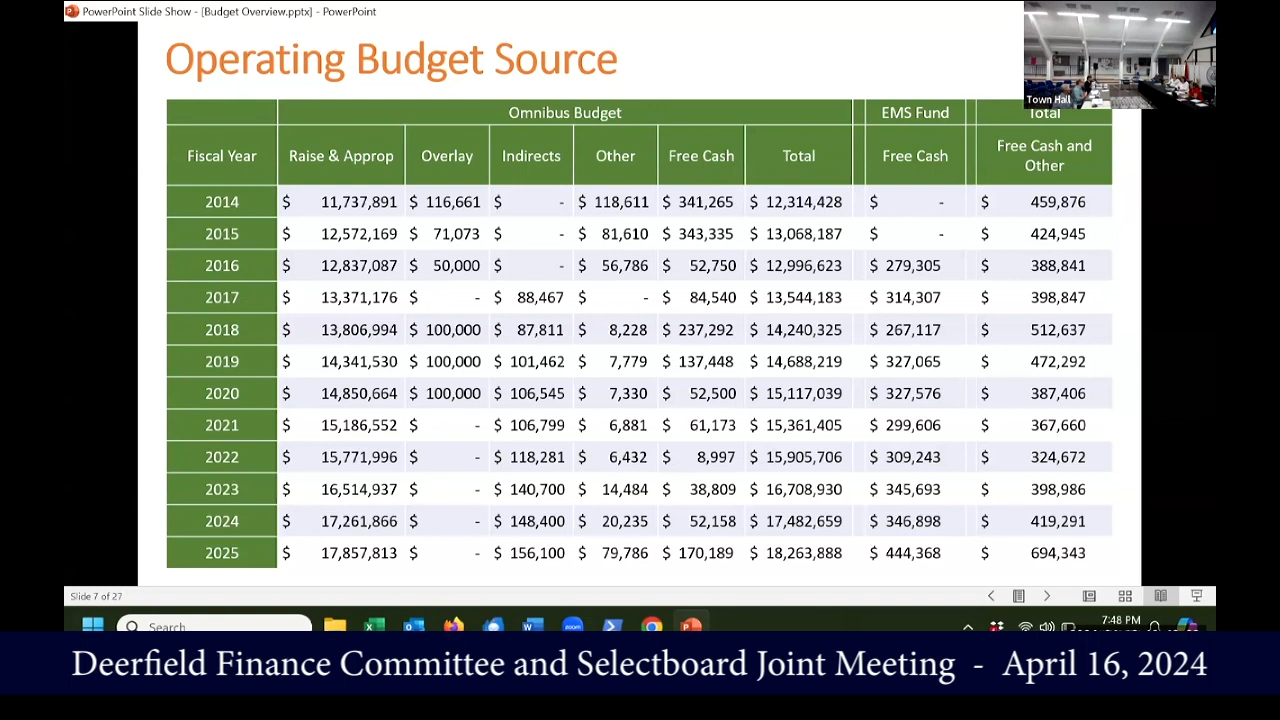 PowerPoint Slide Show - [Budget Overview.pptx] - PowerPoint
Operating Budget Source
Town Hall
Omnibus Budget EMS Fund Total
Fiscal Year Raise & Approp Overlay Indirects Other Free Cash Total Free Cash Free Cash and Other
2014 $ 11,737,891 $ 116,661 $ - $ 118,611 $ 341,265 $ 12,314,428 $ - $ 459,876
2015 $ 12,572,169 $ 71,073 $ - $ 81,610 $ 343,335 $ 13,068,187 $ - $ 424,945
2016 $ 12,837,087 $ 50,000 $ - $ 56,786 $ 52,750 $ 12,996,623 $ 279,305 $ 388,841
2017 $ 13,371,176 $ - $ 88,467 $ - $ 84,540 $ 13,544,183 $ 314,307 $ 398,847
2018 $ 13,806,994 $ 100,000 $ 87,811 $ 8,228 $ 237,292 $ 14,240,325 $ 267,117 $ 512,637
2019 $ 14,341,530 $ 100,000 $ 101,462 $ 7,779 $ 137,448 $ 14,688,219 $ 327,065 $ 472,292
2020 $ 14,850,664 $ 100,000 $ 106,545 $ 7,330 $ 52,500 $ 15,117,039 $ 327,576 $ 387,406
2021 $ 15,186,552 $ - $ 106,799 $ 6,881 $ 61,173 $ 15,361,405 $ 299,606 $ 367,660
2022 $ 15,771,996 $ - $ 118,281 $ 6,432 $ 8,997 $ 15,905,706 $ 309,243 $ 324,672
2023 $ 16,514,937 $ - $ 140,700 $ 14,484 $ 38,809 $ 16,708,930 $ 345,693 $ 398,986
2024 $ 17,261,866 $ - $ 148,400 $ 20,235 $ 52,158 $ 17,482,659 $ 346,898 $ 419,291
2025 $ 17,857,813 $ - $ 156,100 $ 79,786 $ 170,189 $ 18,263,888 $ 444,368 $ 694,343
Slide 7 of 27
Search
7:48 PM
Deerfield Finance Committee and Selectboard Joint Meeting - April 16, 2024